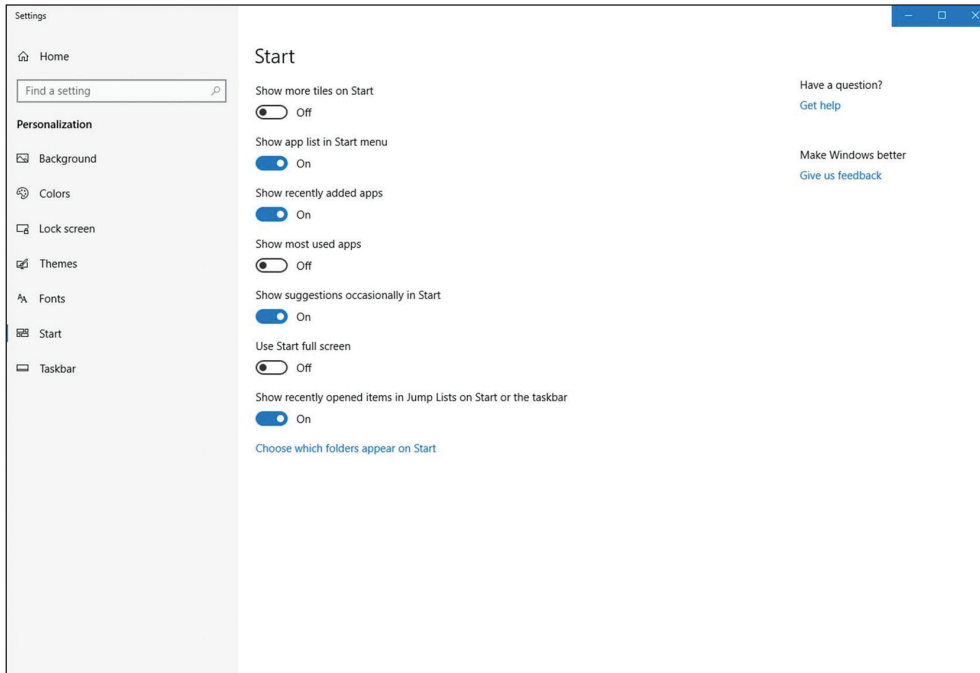 Settings
Home
Find a setting
Personalization
Background
Colors
Lock screen
Themes
Fonts
Start
Taskbar
Start
Show more tiles on Start
Off
Show app list in Start menu
On
Show recently added apps
On
Show most used apps
Off
Show suggestions occasionally in Start
On
Use Start full screen
Off
Show recently opened items in Jump Lists on Start or the taskbar
On
Choose which folders appear on Start
Have a question?
Get help
Make Windows better
Give us feedback